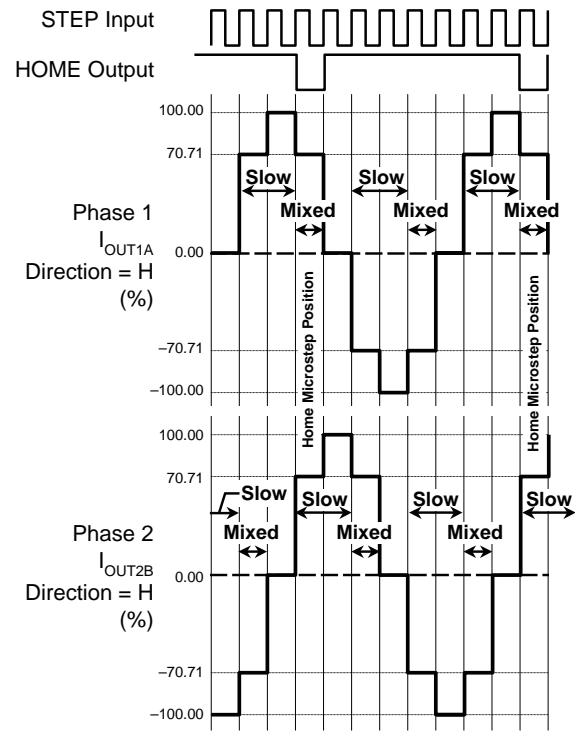 STEP Input
HOME Output
100.00
70.71
Slow
Slow
Slow
Mixed
Mixed
Mixed
Phase 1
I_OUT1A
Direction = H
(%)
0.00
–70.71
–100.00
Home Microstep Position
Home Microstep Position
100.00
70.71
Slow
Slow
Slow
Slow
Mixed
Mixed
Mixed
Phase 2
I_OUT2B
Direction = H
(%)
0.00
–70.71
–100.00